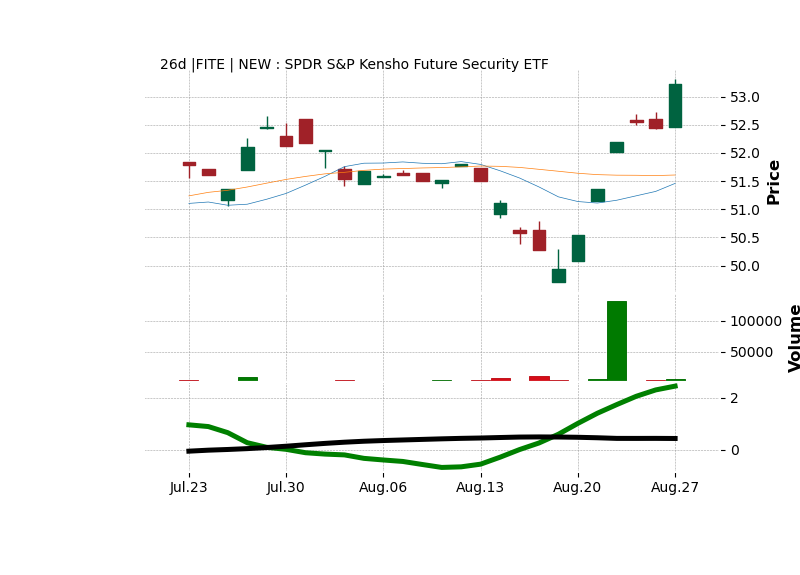 26d |FITE | NEW : SPDR S&P Kensho Future Security ETF
53.0
52.5
52.0
51.5
51.0
50.5
50.0
Price
100000
50000
Volume
2
0
Jul.23 Jul.30 Aug.06 Aug.13 Aug.20 Aug.27